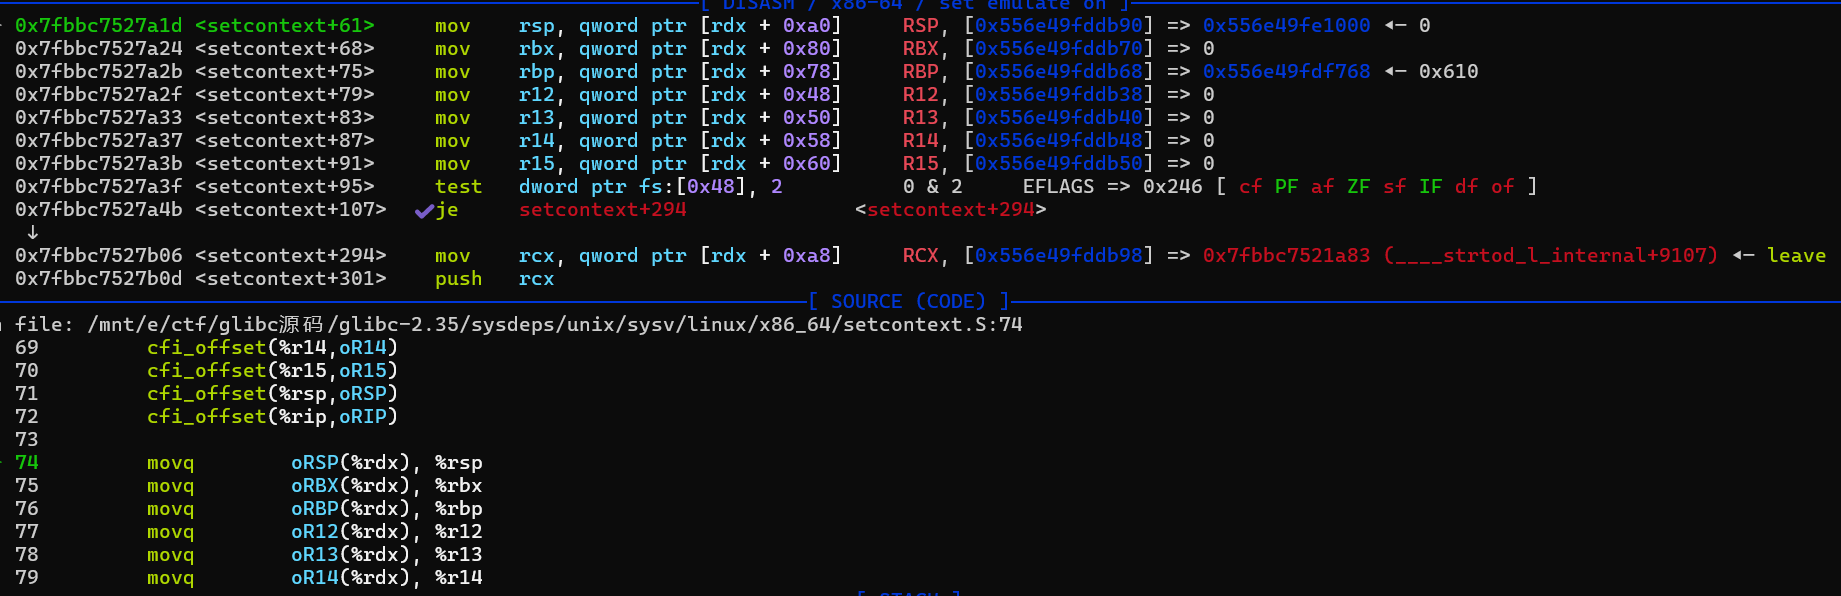 [ DISASM / x86-64 / set emulate on ]
0x7fbbc7527a1d <setcontext+61>     mov    rsp, qword ptr [rdx + 0xa0]     RSP, [0x556e49fddb90] => 0x556e49fe1000 ◂— 0
0x7fbbc7527a24 <setcontext+68>     mov    rbx, qword ptr [rdx + 0x80]     RBX, [0x556e49fddb70] => 0
0x7fbbc7527a2b <setcontext+75>     mov    rbp, qword ptr [rdx + 0x78]     RBP, [0x556e49fddb68] => 0x556e49fdf768 ◂— 0x610
0x7fbbc7527a2f <setcontext+79>     mov    r12, qword ptr [rdx + 0x48]     R12, [0x556e49fddb38] => 0
0x7fbbc7527a33 <setcontext+83>     mov    r13, qword ptr [rdx + 0x50]     R13, [0x556e49fddb40] => 0
0x7fbbc7527a37 <setcontext+87>     mov    r14, qword ptr [rdx + 0x58]     R14, [0x556e49fddb48] => 0
0x7fbbc7527a3b <setcontext+91>     mov    r15, qword ptr [rdx + 0x60]     R15, [0x556e49fddb50] => 0
0x7fbbc7527a3f <setcontext+95>     test   dword ptr fs:[0x48], 2          0 & 2     EFLAGS => 0x246 [ cf PF af ZF sf IF df of ]
0x7fbbc7527a4b <setcontext+107>  ✔ je     setcontext+294              <setcontext+294>
↓
0x7fbbc7527b06 <setcontext+294>    mov    rcx, qword ptr [rdx + 0xa8]     RCX, [0x556e49fddb98] => 0x7fbbc7521a83 (____strtod_l_internal+9107) ◂— leave
0x7fbbc7527b0d <setcontext+301>    push   rcx
[ SOURCE (CODE) ]
file: /mnt/e/ctf/glibc源码/glibc-2.35/sysdeps/unix/sysv/linux/x86_64/setcontext.S:74
69         cfi_offset(%r14,oR14)
70         cfi_offset(%r15,oR15)
71         cfi_offset(%rsp,oRSP)
72         cfi_offset(%rip,oRIP)
73
74         movq        oRSP(%rdx), %rsp
75         movq        oRBX(%rdx), %rbx
76         movq        oRBP(%rdx), %rbp
77         movq        oR12(%rdx), %r12
78         movq        oR13(%rdx), %r13
79         movq        oR14(%rdx), %r14